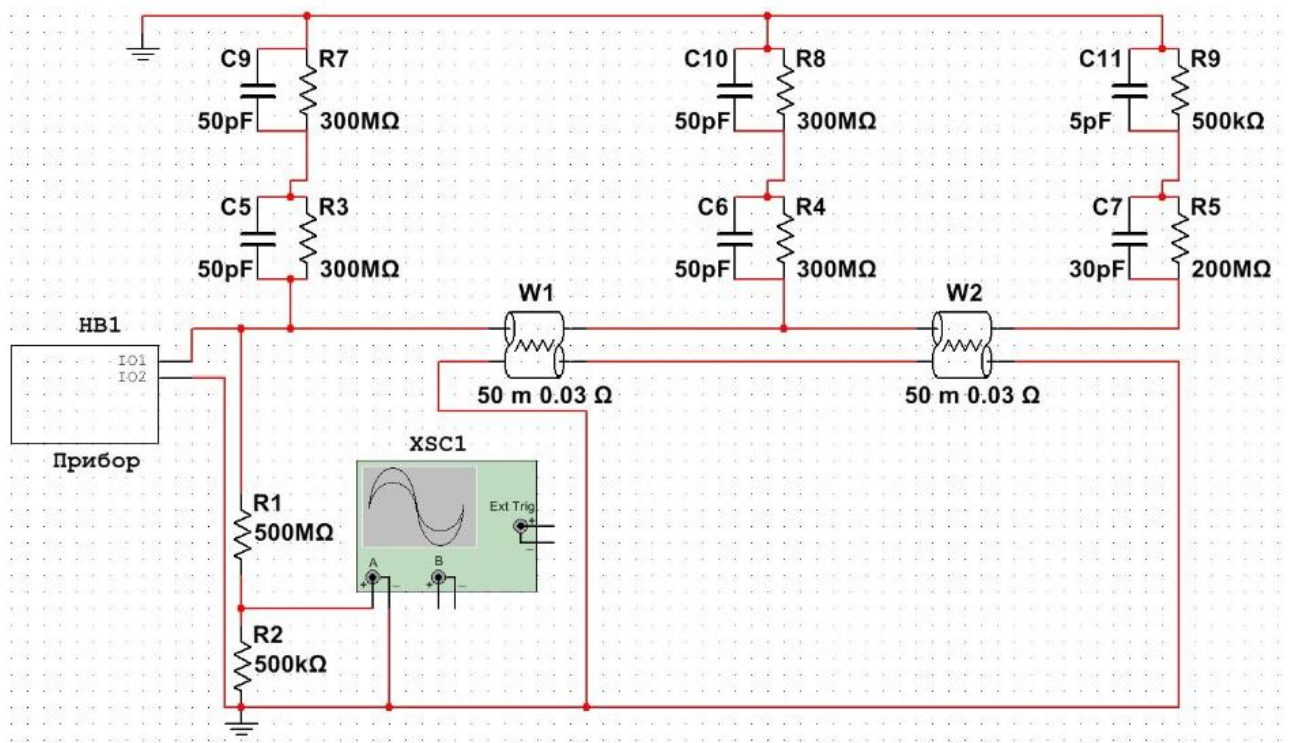 C9 R7
50pF 300MΩ
C10 R8
50pF 300MΩ
C11 R9
5pF 500kΩ
C5 R3
50pF 300MΩ
C6 R4
50pF 300MΩ
C7 R5
30pF 200MΩ
W1
50 m 0.03 Ω
W2
50 m 0.03 Ω
HB1
IO1
IO2
Прибор
XSC1
Ext Trig
+
−
A
B
+ −
+ −
R1
500MΩ
R2
500kΩ